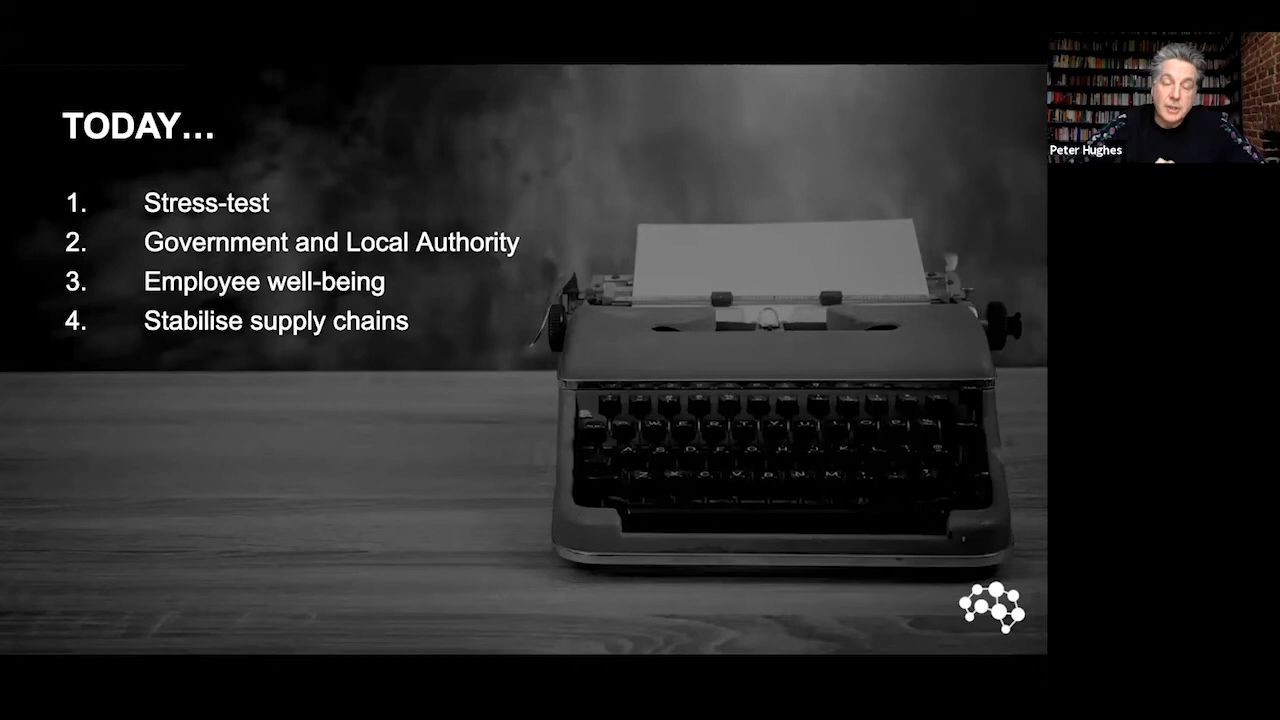 TODAY...
1. Stress-test
2. Government and Local Authority
3. Employee well-being
4. Stabilise supply chains
Peter Hughes